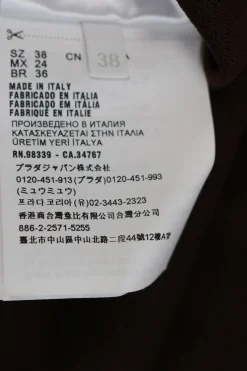 SZ 38 CN 38
MX 24
BR 36
MADE IN ITALY
FABRICADO EN ITALIA
FABRICADO EM ITÁLIA
FABRIQUÉ EN ITALIE
ПРОИЗВЕДЕНО В ИТАЛИЯ
ΚΑΤΑΣΚΕΥΑΖΕΤΑΙ ΣΤΗΝ ΙΤΑΛΙΑ
ÜRETİM YERİ İTALYA
RN.98339 - CA.34767
プラダジャパン株式会社
0120-451-913 (プラダ) 0120-451-993
(ミュウミュウ)
프라다 코리아 (유) 02-3443-2323
香港商台灣普比有限公司台灣分公司
886-2-2571-5255
臺北市中山區中山北路二段44號12樓A室